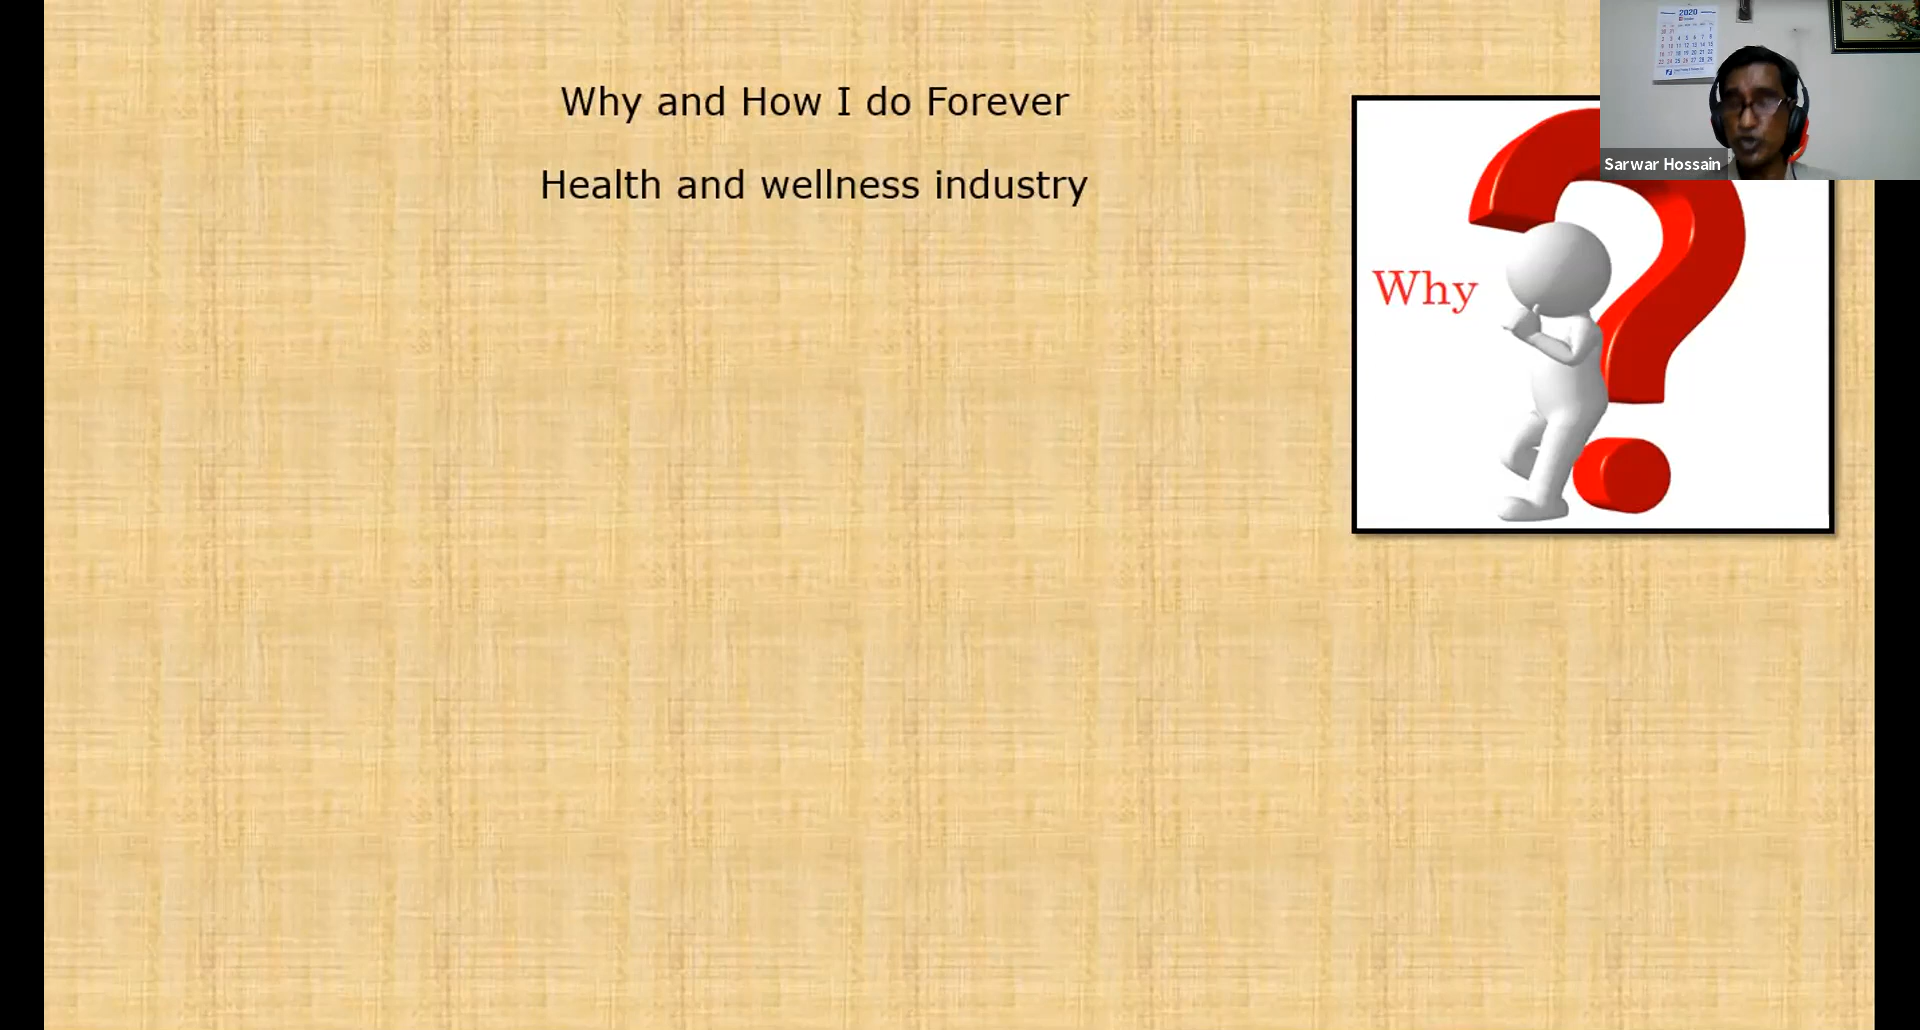 Why and How I do Forever
Health and wellness industry
Why
2020
Sarwar Hossain